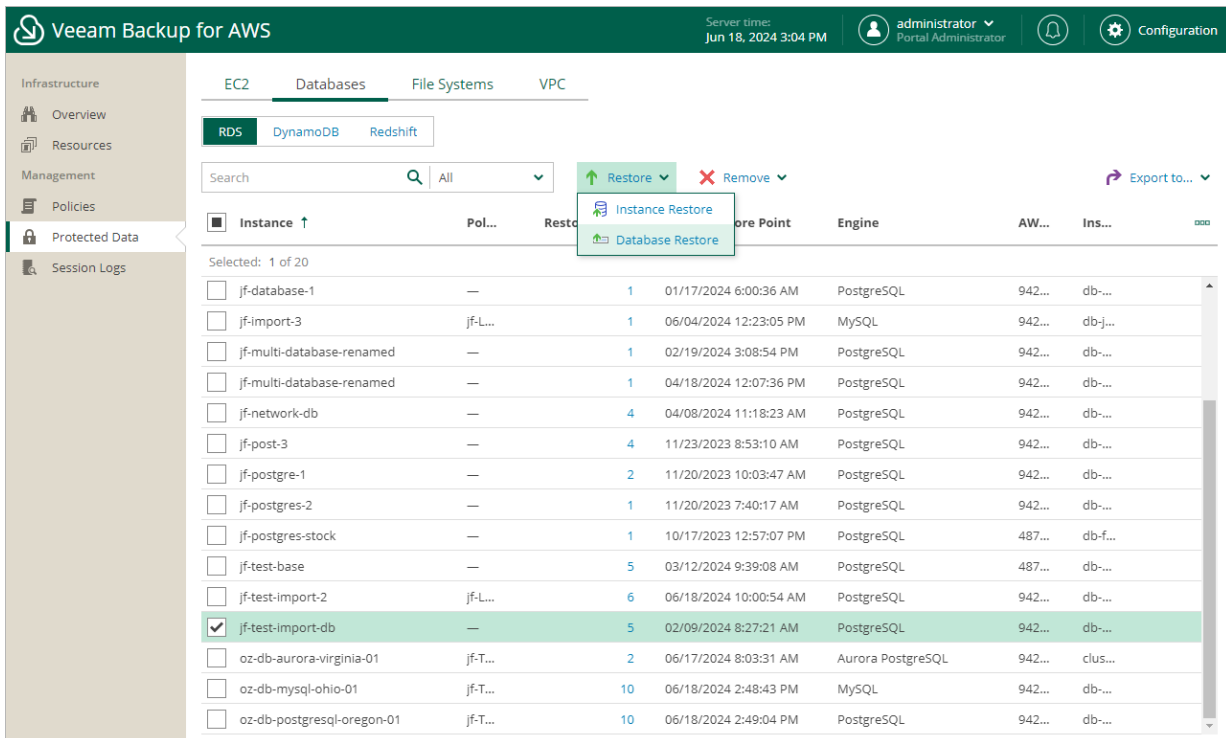 Veeam Backup for AWS
Server time:
Jun 18, 2024 3:04 PM
administrator
Portal Administrator
Configuration
Infrastructure
Overview
Resources
Management
Policies
Protected Data
Session Logs
EC2 Databases File Systems VPC
RDS DynamoDB Redshift
Search All Restore Remove Export to...
Instance Restore
Database Restore
Instance Pol... Resto ore Point Engine AW... Ins...
Selected: 1 of 20
jf-database-1 — 1 01/17/2024 6:00:36 AM PostgreSQL 942... db-...
jf-import-3 jf-L... 1 06/04/2024 12:23:05 PM MySQL 942... db-j...
jf-multi-database-renamed — 1 02/19/2024 3:08:54 PM PostgreSQL 942... db-...
jf-multi-database-renamed — 1 04/18/2024 12:07:36 PM PostgreSQL 942... db-...
jf-network-db — 4 04/08/2024 11:18:23 AM PostgreSQL 942... db-...
jf-post-3 — 4 11/23/2023 8:53:10 AM PostgreSQL 942... db-...
jf-postgre-1 — 2 11/20/2023 10:03:47 AM PostgreSQL 942... db-...
jf-postgres-2 — 1 11/20/2023 7:40:17 AM PostgreSQL 942... db-...
jf-postgres-stock — 1 10/17/2023 12:57:07 PM PostgreSQL 487... db-f...
jf-test-base — 5 03/12/2024 9:39:08 AM PostgreSQL 487... db-...
jf-test-import-2 jf-L... 6 06/18/2024 10:00:54 AM PostgreSQL 942... db-...
jf-test-import-db — 5 02/09/2024 8:27:21 AM PostgreSQL 942... db-...
oz-db-aurora-virginia-01 jf-T... 2 06/17/2024 8:03:31 AM Aurora PostgreSQL 942... clus...
oz-db-mysql-ohio-01 jf-T... 10 06/18/2024 2:48:43 PM MySQL 942... db-...
oz-db-postgresql-oregon-01 jf-T... 10 06/18/2024 2:49:04 PM PostgreSQL 942... db-...